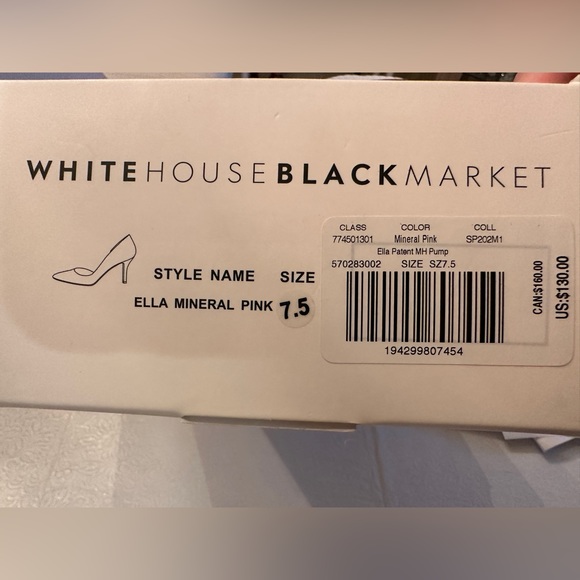 WHITEHOUSEBLACKMARKET
STYLE NAME SIZE
ELLA MINERAL PINK 7.5
CLASS COLOR COLL
774501301 Mineral Pink SP202M1
Ella Patent MH Pump
570283002 SIZE SZ7.5
194299807454
CAN:$160.00
US:$130.00